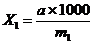 X₁ = a×1000 / m₁